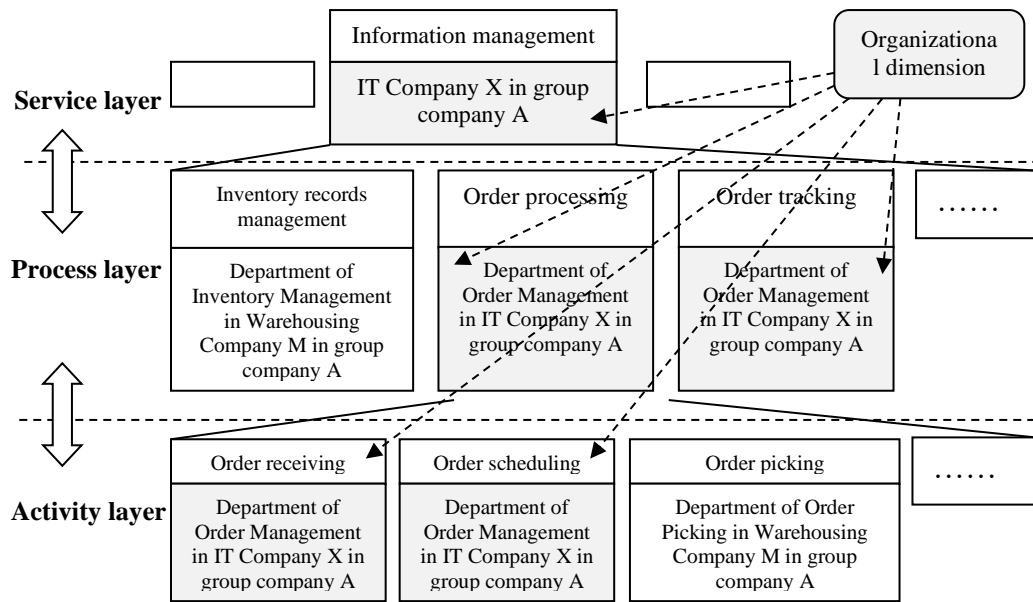 Information management
IT Company X in group
company A
Organizationa
l dimension
Service layer
Inventory records
management
Order processing
Order tracking
......
Process layer
Department of
Inventory Management
in Warehousing
Company M in group
company A
Department of
Order Management
in IT Company X in
group company A
Department of
Order Management
in IT Company X in
group company A
Order receiving
Order scheduling
Order picking
......
Activity layer
Department of
Order Management
in IT Company X in
group company A
Department of
Order Management
in IT Company X in
group company A
Department of Order
Picking in Warehousing
Company M in group
company A